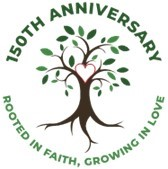 150TH ANNIVERSARY
ROOTED IN FAITH, GROWING IN LOVE